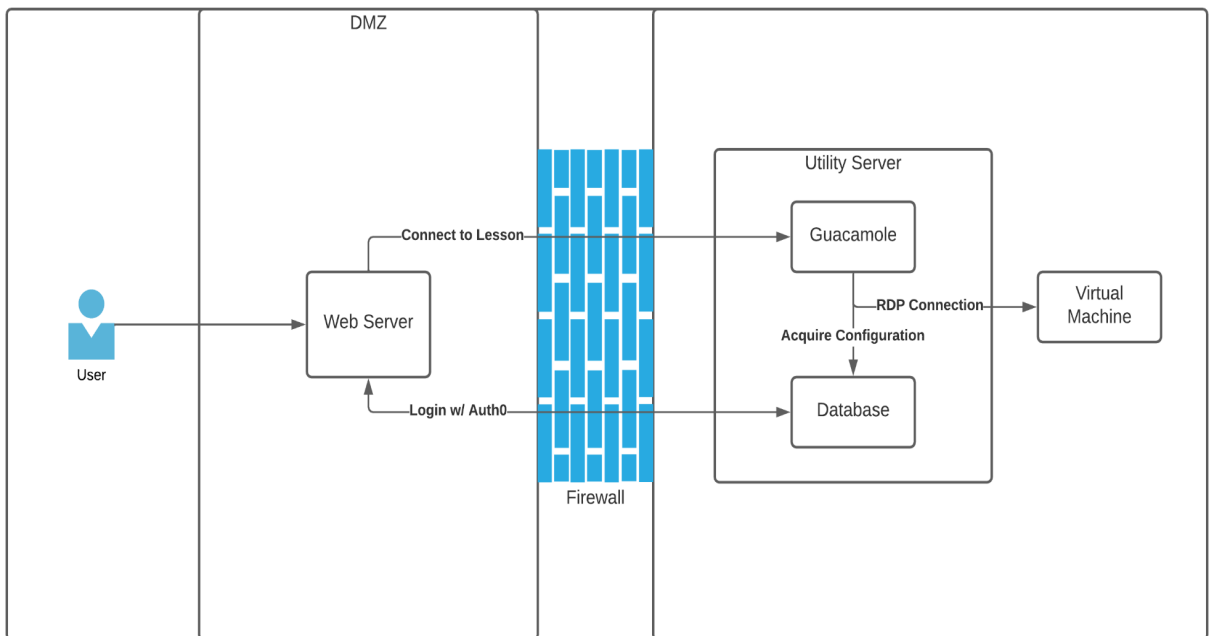 DMZ
Utility Server
Guacamole
Connect to Lesson
RDP Connection
Virtual
Machine
Web Server
Acquire Configuration
User
Login w/ Auth0
Database
Firewall